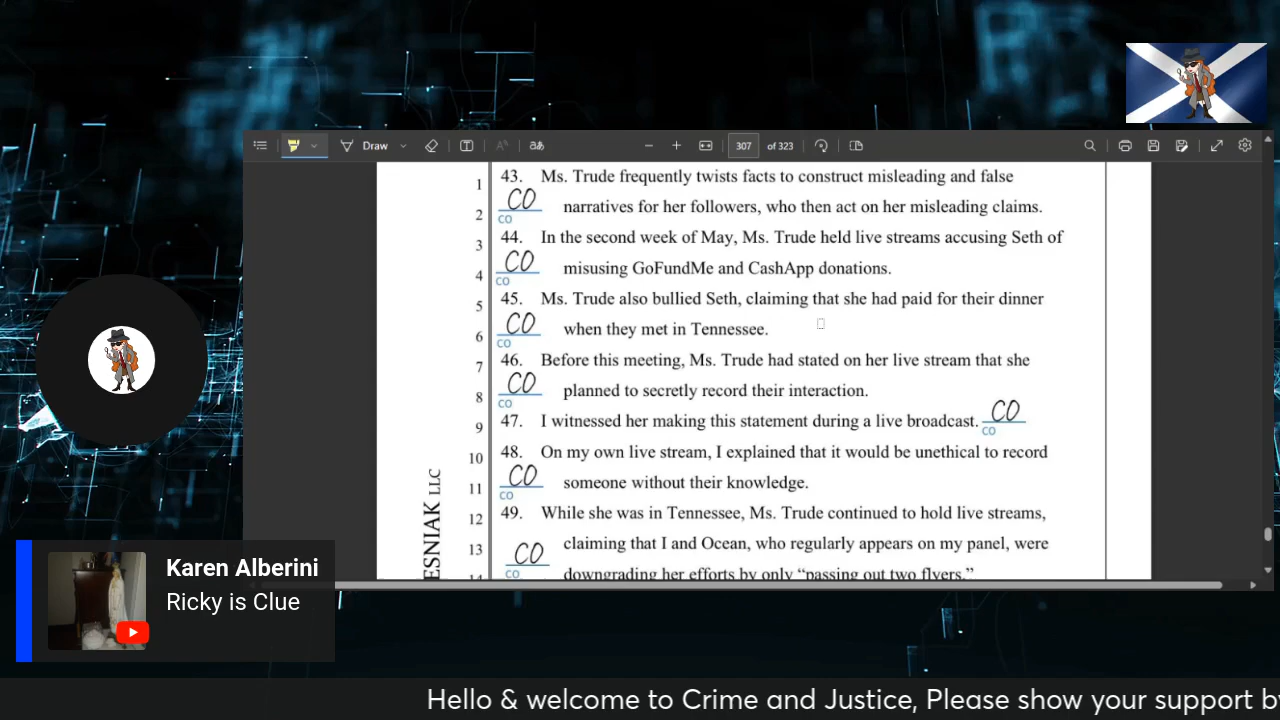 Draw
307 of 323
1 43. Ms. Trude frequently twists facts to construct misleading and false
2 CO CO narratives for her followers, who then act on her misleading claims.
3 44. In the second week of May, Ms. Trude held live streams accusing Seth of
4 CO CO misusing GoFundMe and CashApp donations.
5 45. Ms. Trude also bullied Seth, claiming that she had paid for their dinner
6 CO CO when they met in Tennessee.
7 46. Before this meeting, Ms. Trude had stated on her live stream that she
8 CO CO planned to secretly record their interaction.
9 47. I witnessed her making this statement during a live broadcast. CO CO
10 48. On my own live stream, I explained that it would be unethical to record
11 CO CO someone without their knowledge.
12 49. While she was in Tennessee, Ms. Trude continued to hold live streams,
13 CO CO claiming that I and Ocean, who regularly appears on my panel, were
downgrading her efforts by only “passing out two flyers.”
ESNIAK LLC
Karen Alberini
Ricky is Clue
Hello & welcome to Crime and Justice, Please show your support b